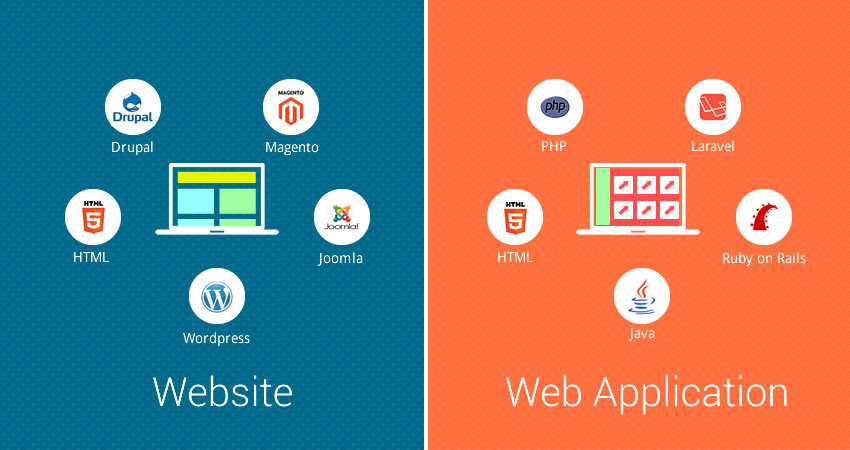 Drupal
Drupal
MAGENTO
Magento
HTML
5
HTML
Joomla!
Joomla
Wordpress
Website
php
PHP
Laravel
HTML
5
HTML
Ruby on Rails
Java
Web Application